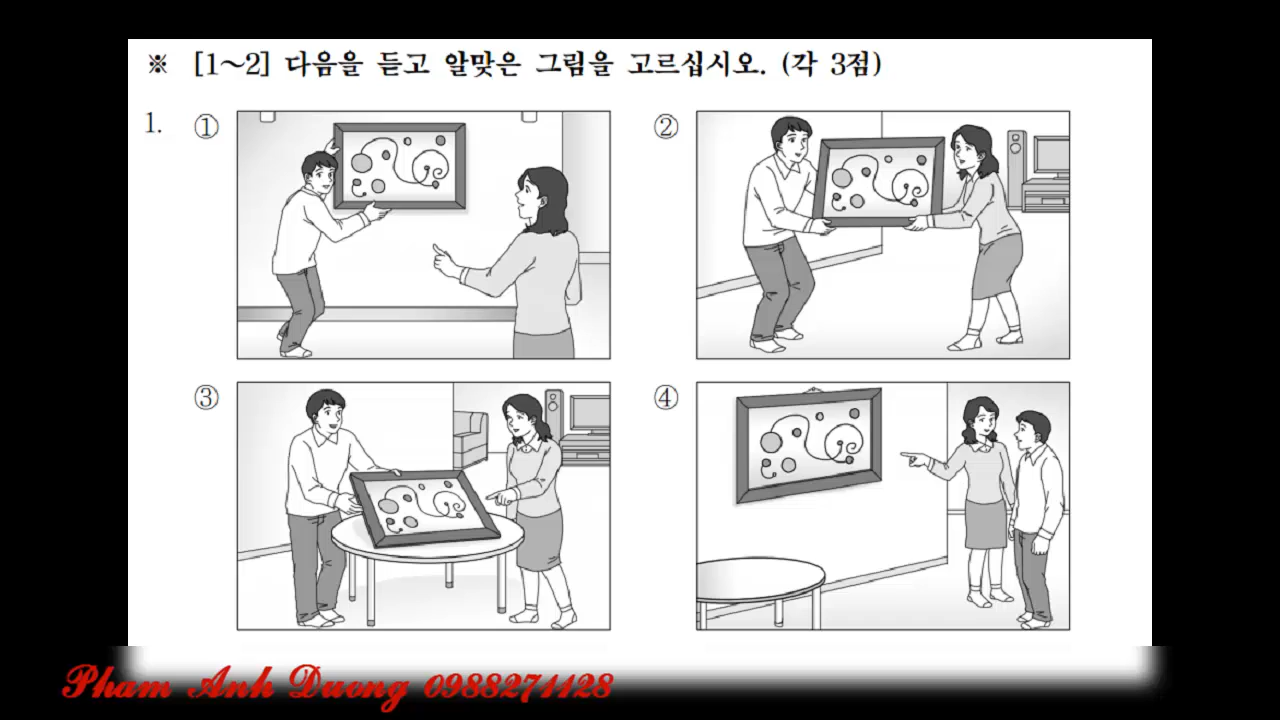 ※ [1～2] 다음을 듣고 알맞은 그림을 고르십시오. (각 3점)
1. ① ②
③ ④
Pham Anh Duong 0988271128